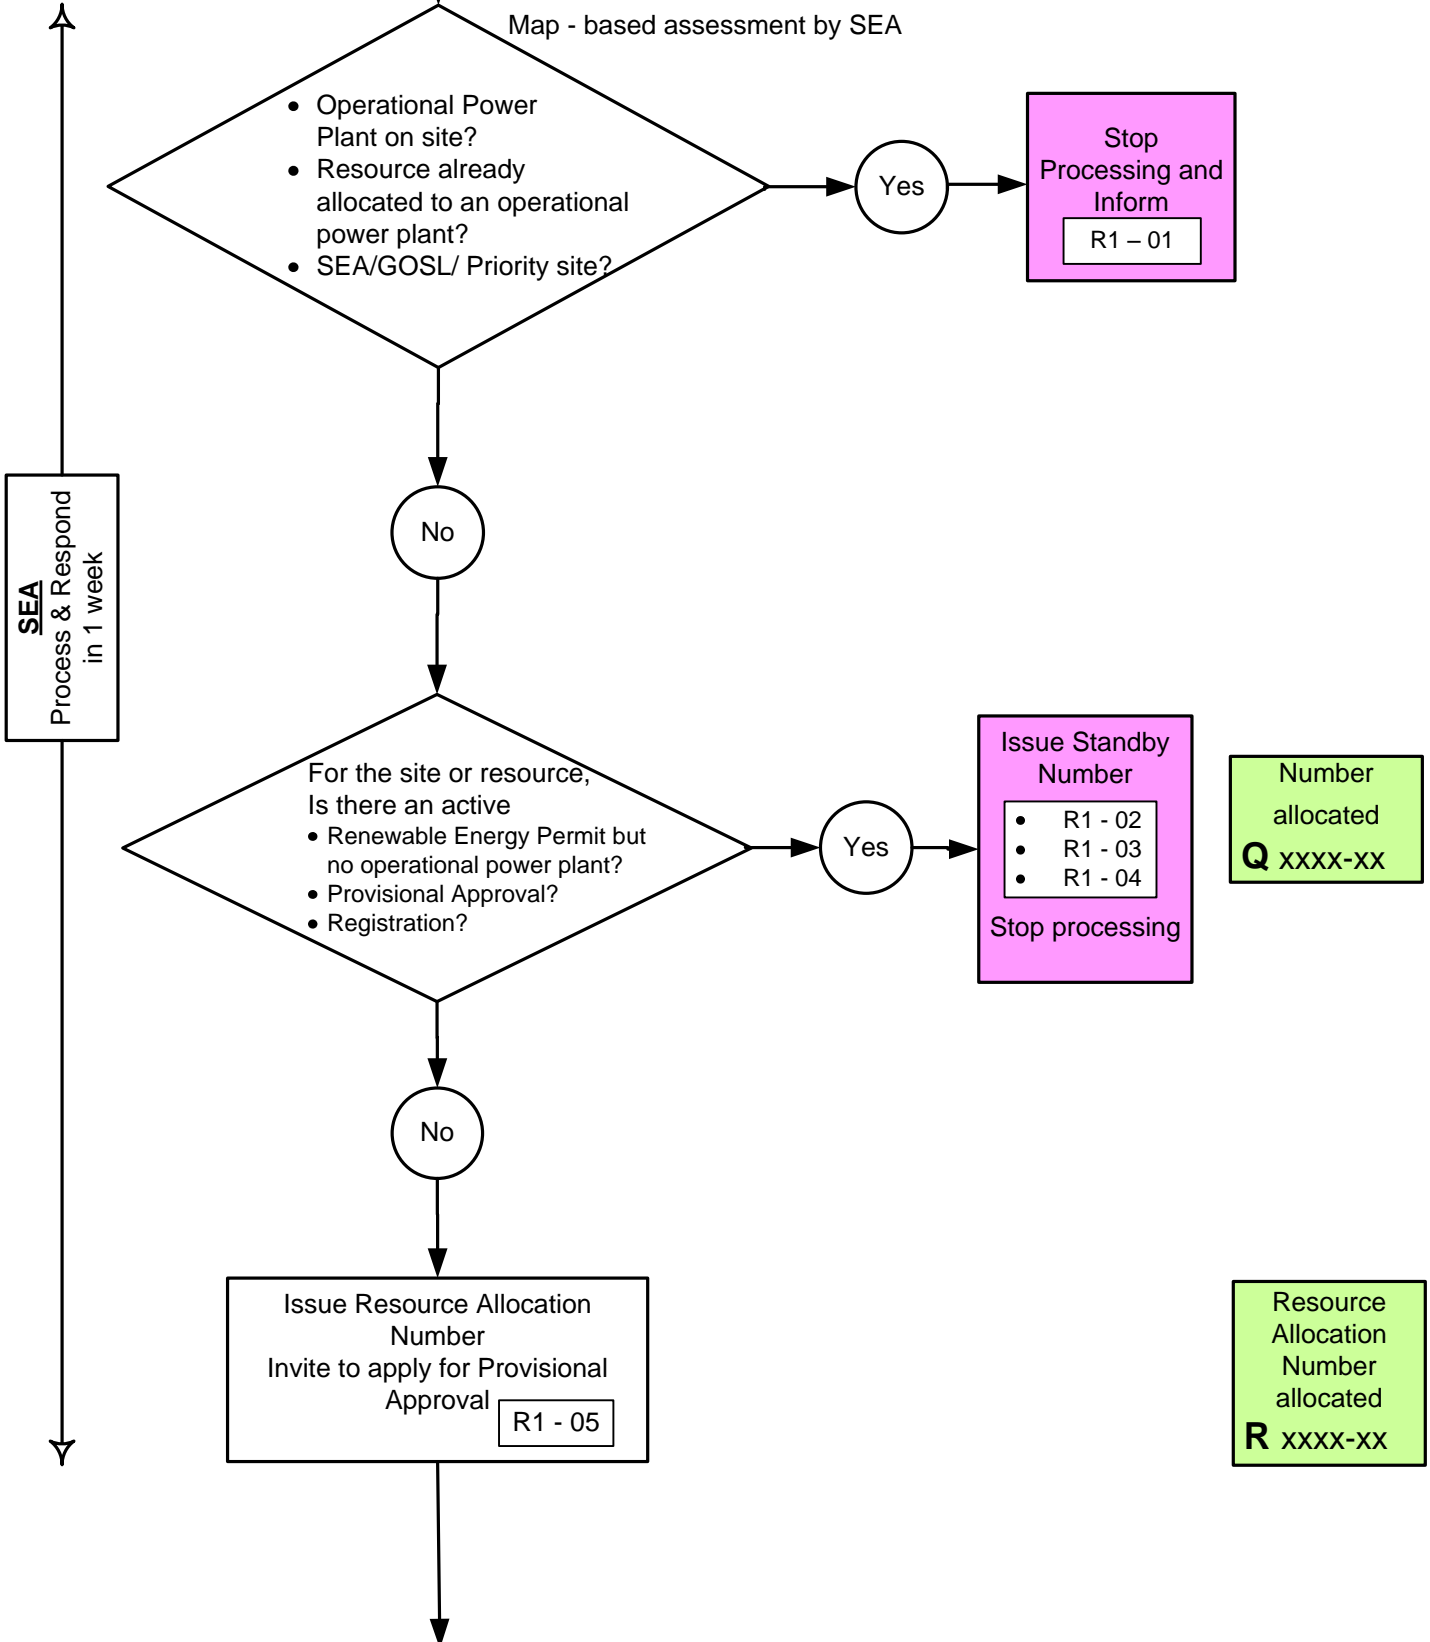 Map - based assessment by SEA
• Operational Power
Plant on site?
• Resource already
allocated to an operational
power plant?
• SEA/GOSL/ Priority site?
Yes
Stop
Processing and
Inform
R1 – 01
No
SEA
Process & Respond
in 1 week
For the site or resource,
Is there an active
• Renewable Energy Permit but
no operational power plant?
• Provisional Approval?
• Registration?
Yes
Issue Standby
Number
• R1 - 02
• R1 - 03
• R1 - 04
Stop processing
Number
allocated
Q xxxx-xx
No
Issue Resource Allocation
Number
Invite to apply for Provisional
Approval
R1 - 05
Resource
Allocation
Number
allocated
R xxxx-xx